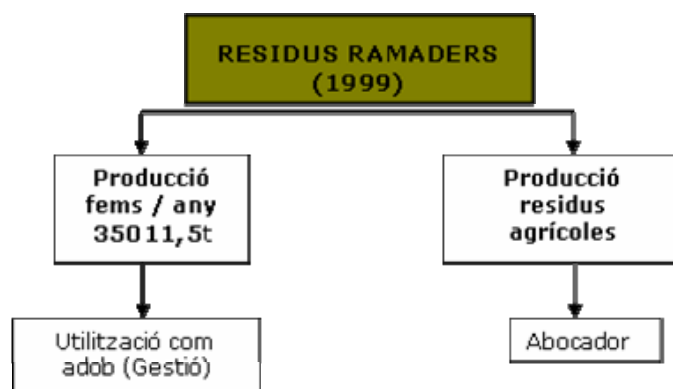 RESIDUS RAMADERS
(1999)
Producció
fems / any
35011,5t
Producció
residus
agrícoles
Utilització com
adob (Gestió)
Abocador